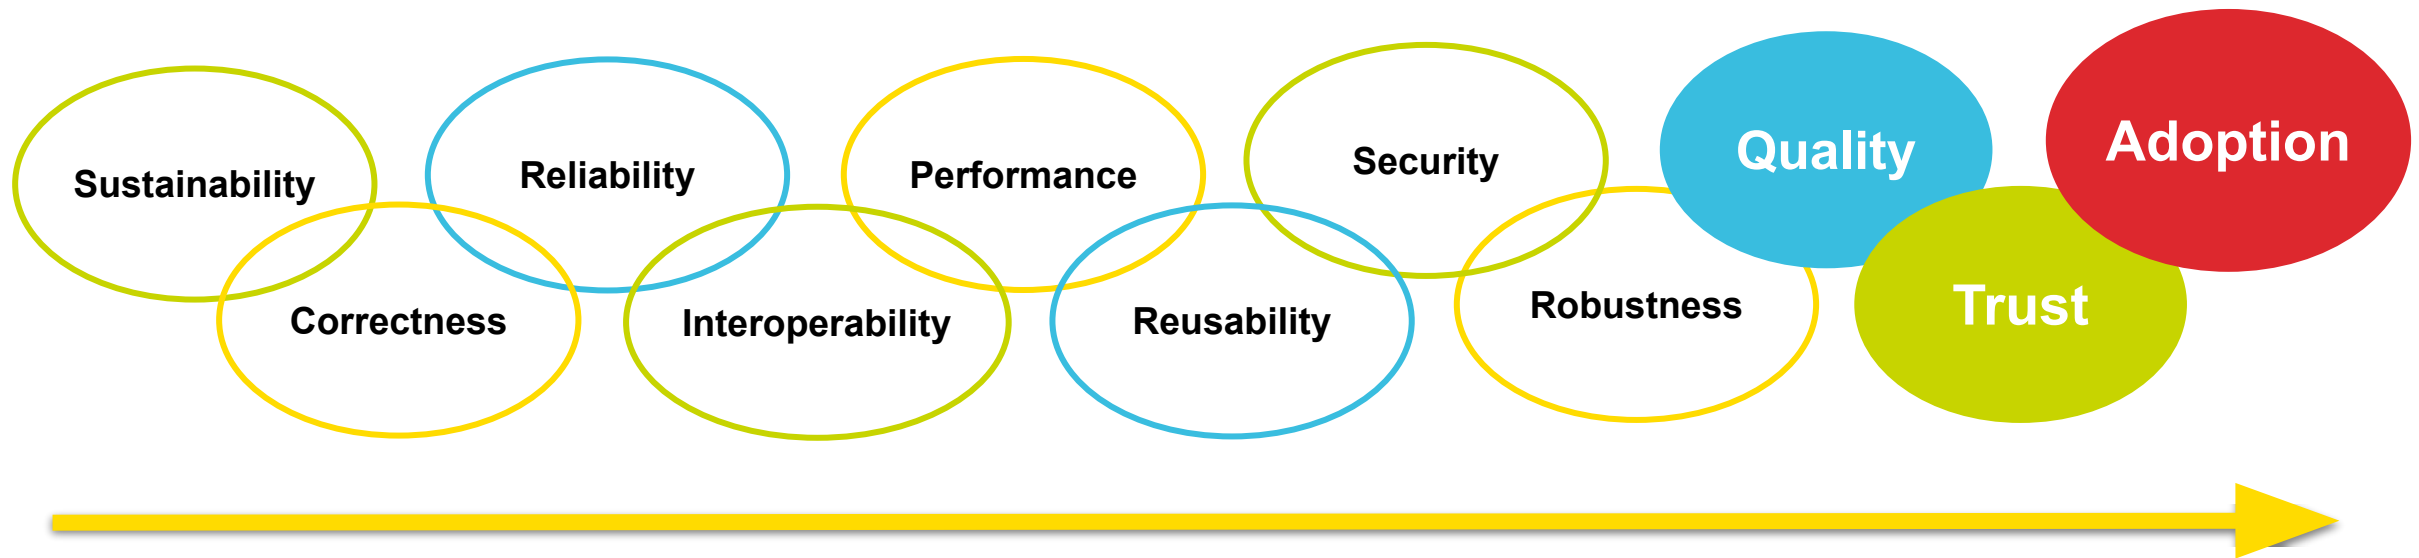 Sustainability
Correctness
Reliability
Interoperability
Performance
Reusability
Security
Robustness
Quality
Trust
Adoption